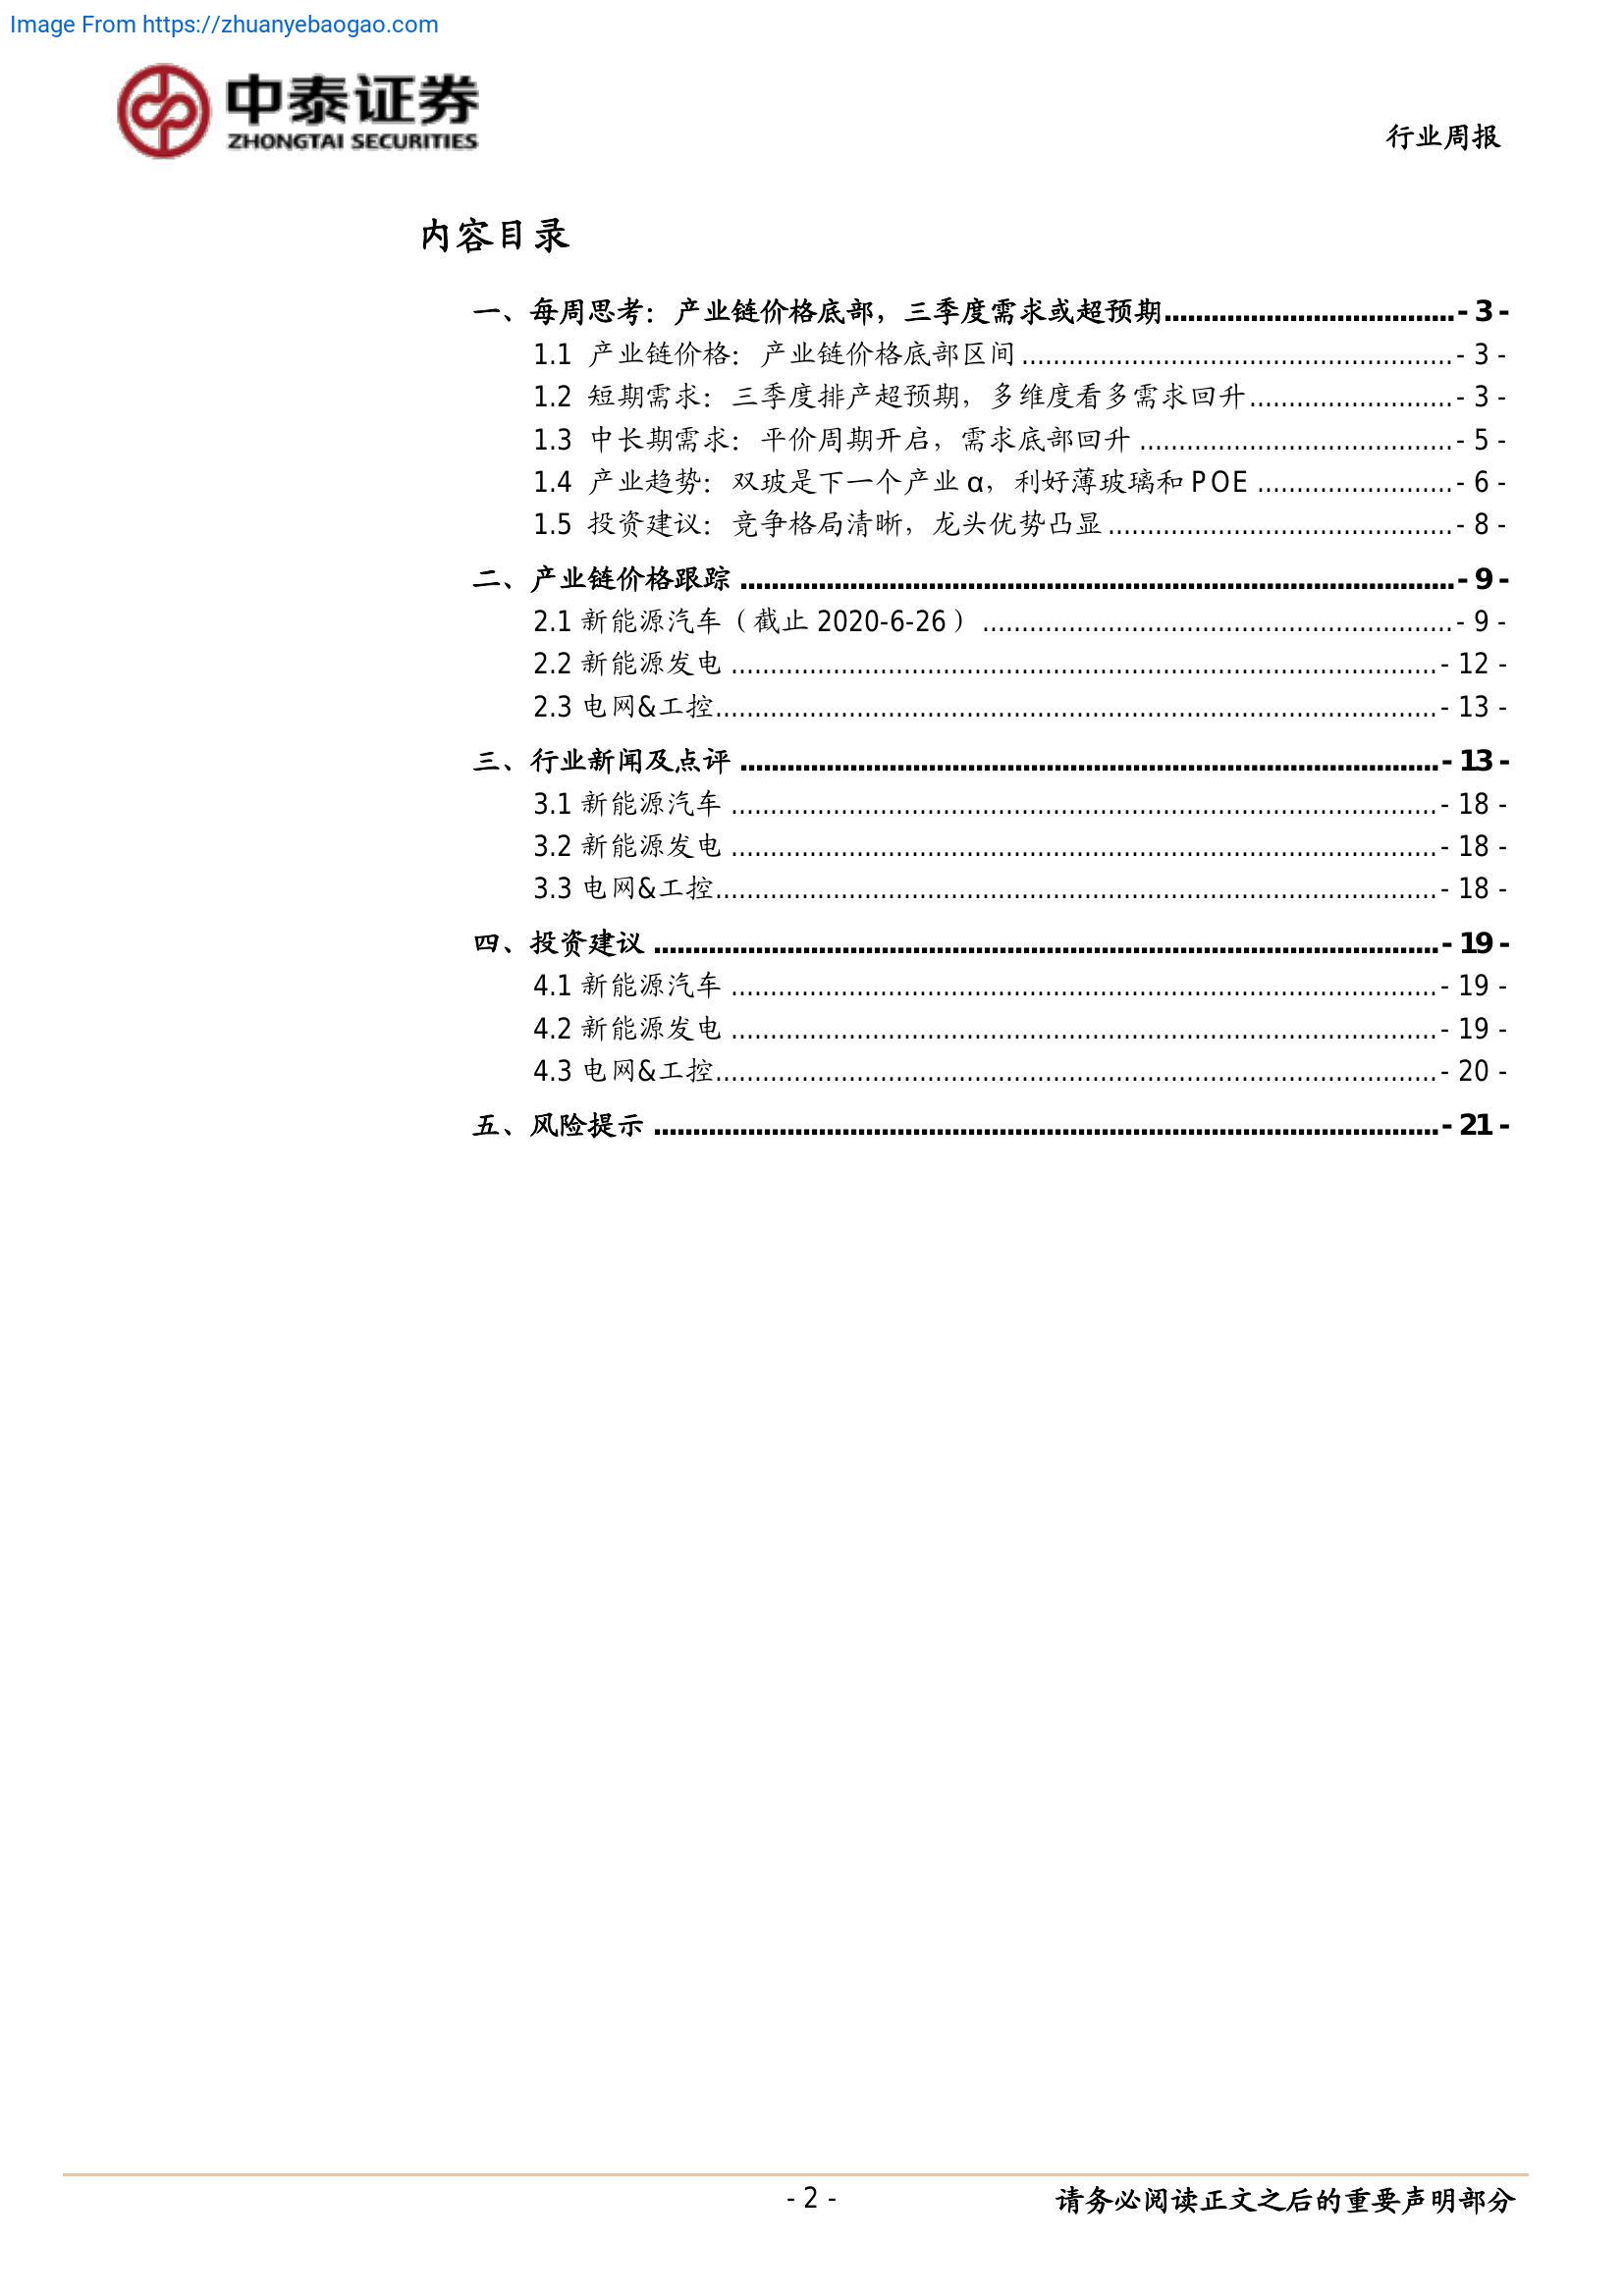 Image From https://zhuanyebaogao.com
中泰证券
ZHONGTAI SECURITIES
行业周报
内容目录
一、每周思考：产业链价格底部，三季度需求或超预期.....................................- 3 -
1.1 产业链价格：产业链价格底部区间.......................................................- 3 -
1.2 短期需求：三季度排产超预期，多维度看多需求回升..........................- 3 -
1.3 中长期需求：平价周期开启，需求底部回升........................................- 5 -
1.4 产业趋势：双玻是下一个产业 α，利好薄玻璃和 POE.........................- 6 -
1.5 投资建议：竞争格局清晰，龙头优势凸显............................................- 8 -
二、产业链价格跟踪...........................................................................................- 9 -
2.1 新能源汽车（截止 2020-6-26）............................................................- 9 -
2.2 新能源发电..........................................................................................- 12 -
2.3 电网&工控............................................................................................- 13 -
三、行业新闻及点评.........................................................................................- 13 -
3.1 新能源汽车..........................................................................................- 18 -
3.2 新能源发电..........................................................................................- 18 -
3.3 电网&工控............................................................................................- 18 -
四、投资建议....................................................................................................- 19 -
4.1 新能源汽车..........................................................................................- 19 -
4.2 新能源发电..........................................................................................- 19 -
4.3 电网&工控............................................................................................- 20 -
五、风险提示....................................................................................................- 21 -
- 2 -
请务必阅读正文之后的重要声明部分